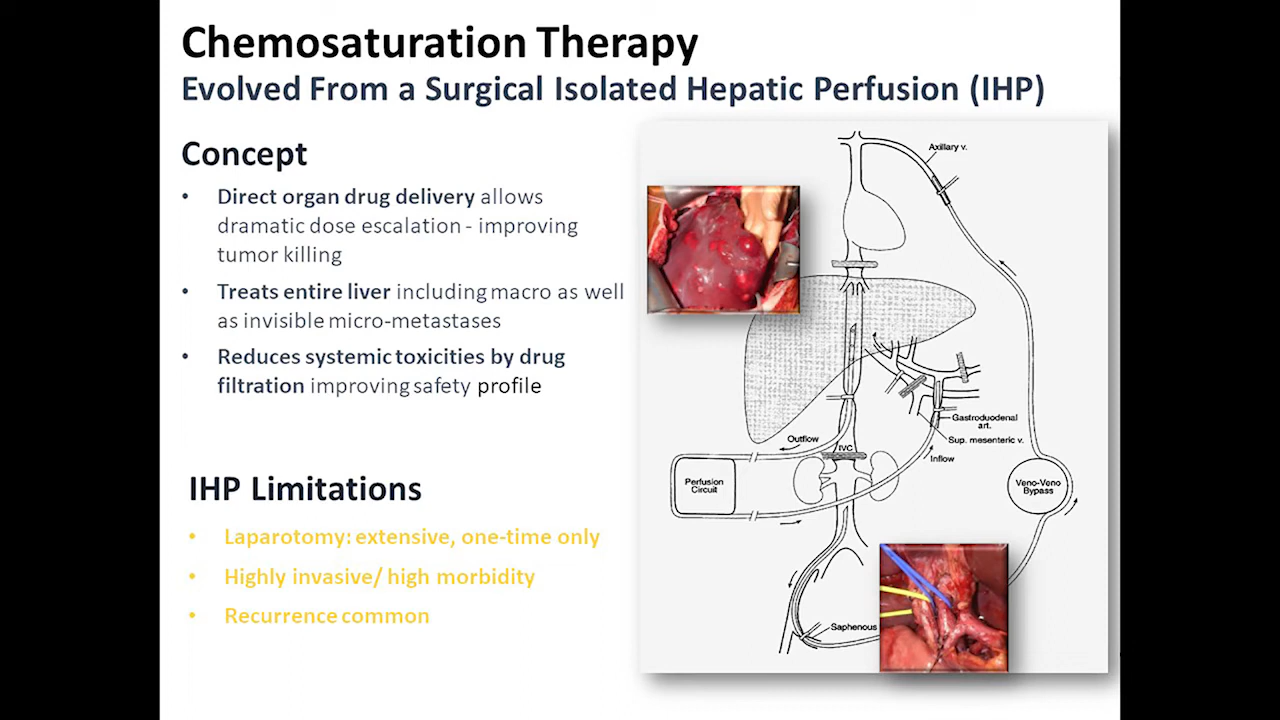 Chemosaturation Therapy
Evolved From a Surgical Isolated Hepatic Perfusion (IHP)
Concept
• Direct organ drug delivery allows
dramatic dose escalation - improving
tumor killing
• Treats entire liver including macro as well
as invisible micro-metastases
• Reduces systemic toxicities by drug
filtration improving safety profile
IHP Limitations
• Laparotomy: extensive, one-time only
• Highly invasive/ high morbidity
• Recurrence common
Axillary v.
Gastroduodenal
art.
Sup. mesenteric v.
Outflow
IVC
Inflow
Perfusion
Circuit
Veno-Veno
Bypass
Saphenous